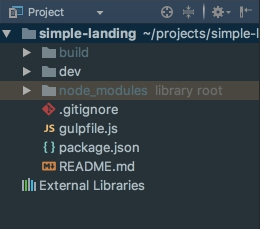 Project
simple-landing ~/projects/simple-l
build
dev
node_modules library root
.gitignore
JS gulpfile.js
{} package.json
MD README.md
External Libraries